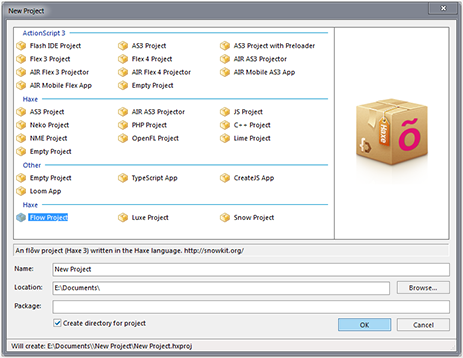 New Project
ActionScript 3
Flash IDE Project AS3 Project AS3 Project with Preloader
Flex 3 Project Flex 4 Project AIR AS3 Projector
AIR Flex 3 Projector AIR Flex 4 Projector AIR Mobile AS3 App
AIR Mobile Flex App Empty Project
Haxe
AS3 Project AIR AS3 Projector JS Project
Neko Project PHP Project C++ Project
NME Project OpenFL Project Lime Project
Empty Project
Other
Empty Project TypeScript App CreateJS App
Loom App
Haxe
Flow Project Luxe Project Snow Project
Haxe
õ
An flõw project (Haxe 3) written in the Haxe language. http://snowkit.org/
Name: New Project
Location: E:\Documents\ Browse...
Package:
Create directory for project OK Cancel
Will create: E:\Documents\\New Project\New Project.hxproj